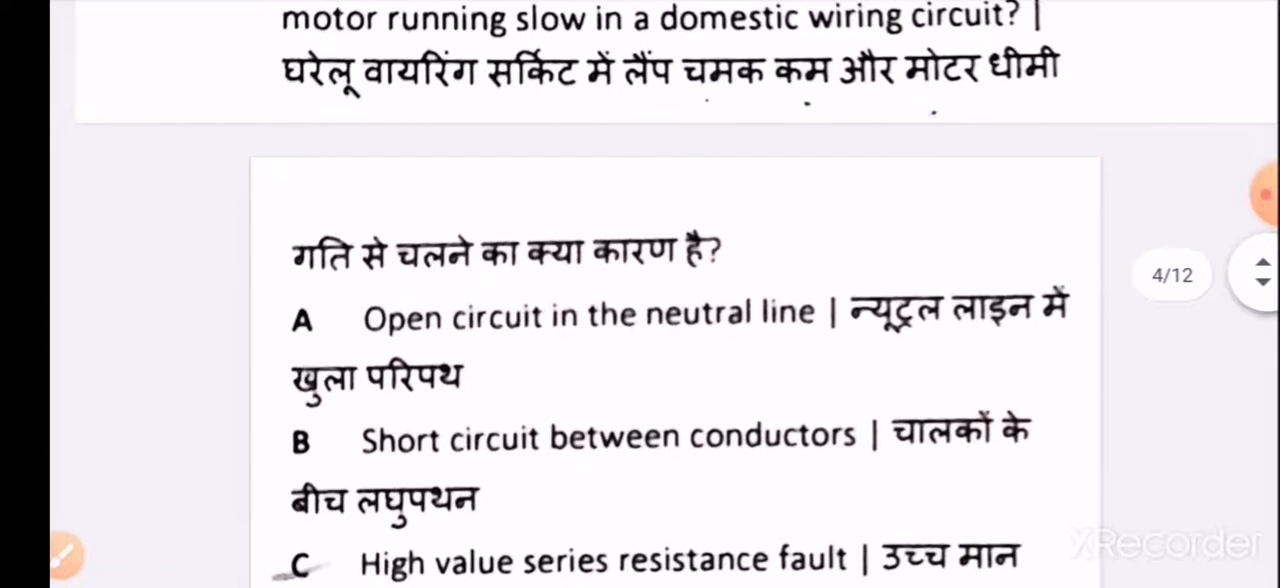 motor running slow in a domestic wiring circuit? |
घरेलू वायरिंग सर्किट में लैंप चमक कम और मोटर धीमी
गति से चलने का क्या कारण है?
4/12
A Open circuit in the neutral line | न्यूट्रल लाइन में
खुला परिपथ
B Short circuit between conductors | चालकों के
बीच लघुपथन
C High value series resistance fault | उच्च मान
XRecorder